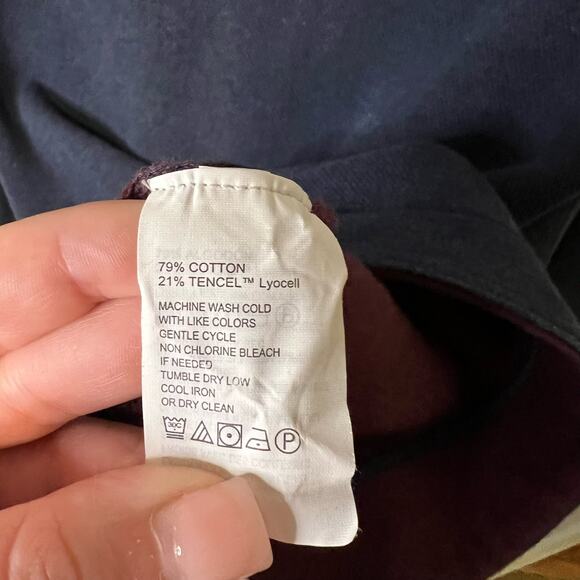 79% COTTON
21% TENCEL™ Lyocell
MACHINE WASH COLD
WITH LIKE COLORS
GENTLE CYCLE
NON CHLORINE BLEACH
IF NEEDED
TUMBLE DRY LOW
COOL IRON
OR DRY CLEAN
30C P